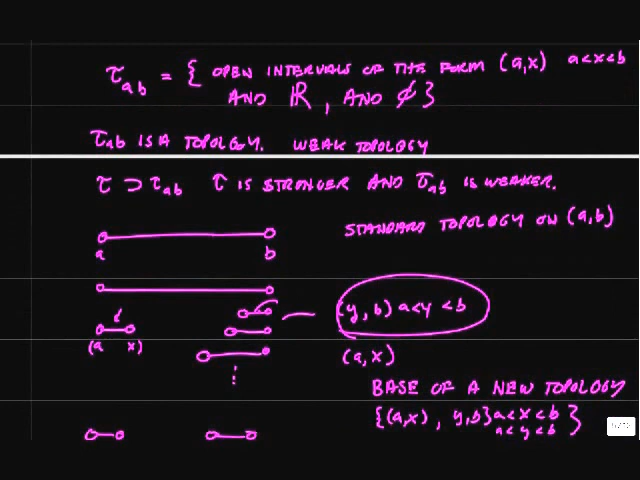 τab = { OPEN INTERVALS OF THE FORM (a,x) a<x<b
AND ℝ, AND ∅}
τab IS A TOPOLOGY. WEAK TOPOLOGY
τ ⊃ τab τ IS STRONGER AND τab IS WEAKER.
STANDARD TOPOLOGY ON (a,b)
a b
(y, b) a<y<b
(a x)
(a,x)
BASE OF A NEW TOPOLOGY
{(a,x), y,b} a<x<b }
a<y<b